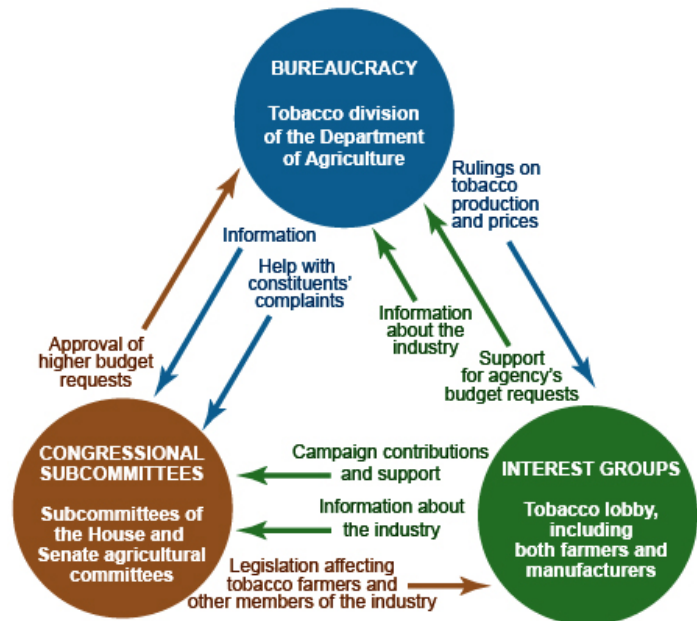 BUREAUCRACY
Tobacco division
of the Department
of Agriculture
Rulings on
tobacco
production
and prices
Information
Help with
constituents'
complaints
Information
about the
industry
Support
for agency's
budget requests
Approval of
higher budget
requests
CONGRESSIONAL
SUBCOMMITTEES
Subcommittees of
the House and
Senate agricultural
committees
Campaign contributions
and support
Information about
the industry
Legislation affecting
tobacco farmers and
other members of the industry
INTEREST GROUPS
Tobacco lobby,
including
both farmers and
manufacturers